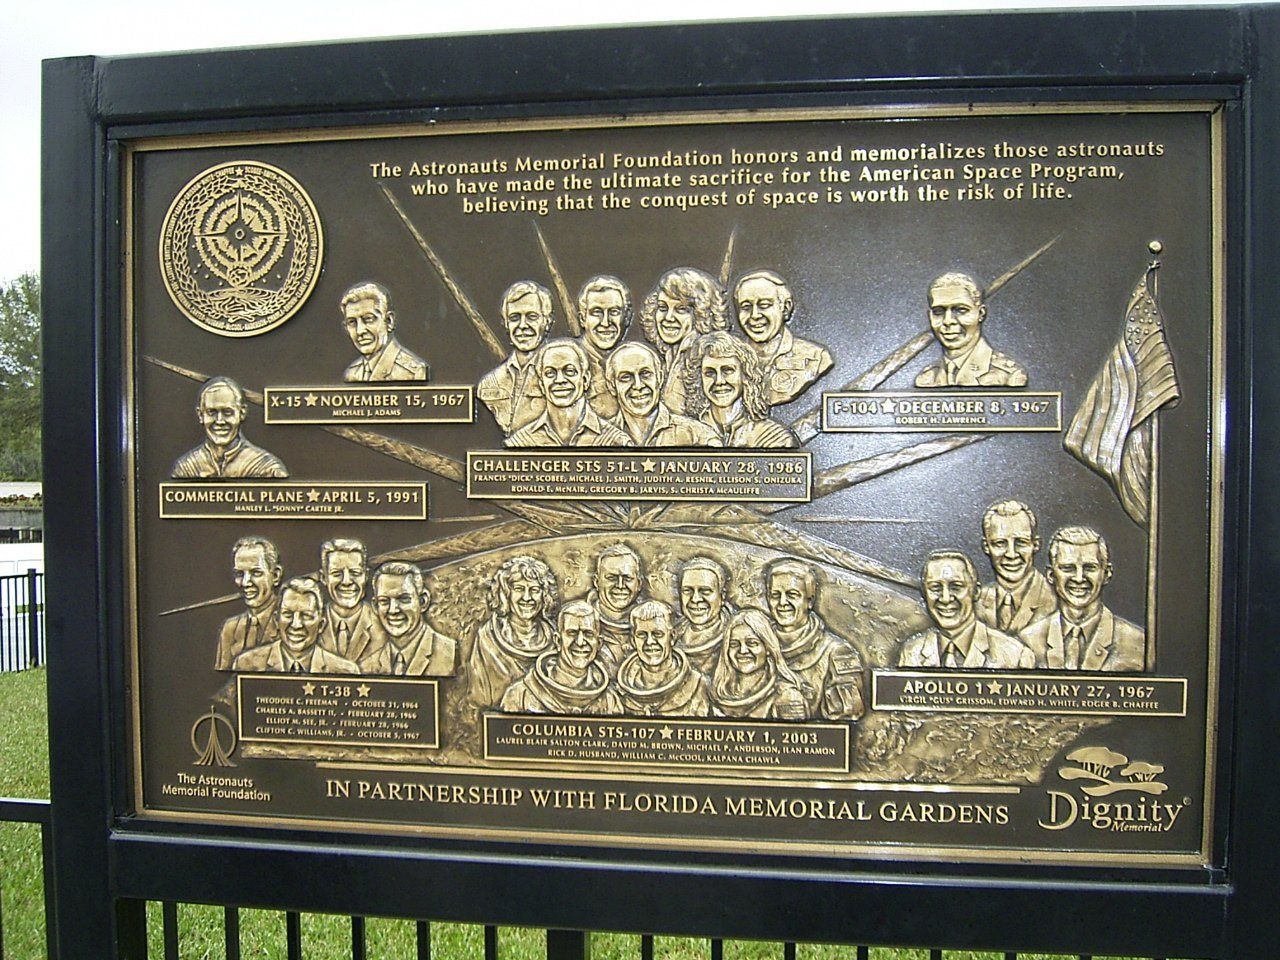 The Astronauts Memorial Foundation honors and memorializes those astronauts
who have made the ultimate sacrifice for the American Space Program,
believing that the conquest of space is worth the risk of life.
X-15★NOVEMBER 15, 1967
MICHAEL J. ADAMS
F-104★DECEMBER 8, 1967
ROBERT H. LAWRENCE
CHALLENGER STS 51-L★JANUARY 28, 1986
FRANCIS "DICK" SCOBEE, MICHAEL J. SMITH, JUDITH A. RESNIK, ELLISON S. ONIZUKA
RONALD E. McNAIR, GREGORY B. JARVIS, S. CHRISTA McAULIFFE
COMMERCIAL PLANE★APRIL 5, 1991
MANLEY L. "SONNY" CARTER JR.
★T-38★
THEODORE C. FREEMAN - OCTOBER 31, 1964
CHARLES A. BASSETT II, - FEBRUARY 28, 1966
ELLIOT M. SEE, JR. - FEBRUARY 28, 1966
CLIFTON C. WILLIAMS, JR. - OCTOBER 5, 1967
COLUMBIA STS-107★FEBRUARY 1, 2003
LAUREL BLAIR SALTON CLARK, DAVID M. BROWN, MICHAEL P. ANDERSON, ILAN RAMON
RICK D. HUSBAND, WILLIAM C. McCOOL, KALPANA CHAWLA
APOLLO 1★JANUARY 27, 1967
VIRGIL "GUS" GRISSOM, EDWARD H. WHITE, ROGER B. CHAFFEE
The Astronauts
Memorial Foundation
IN PARTNERSHIP WITH FLORIDA MEMORIAL GARDENS
Dignity®
Memorial